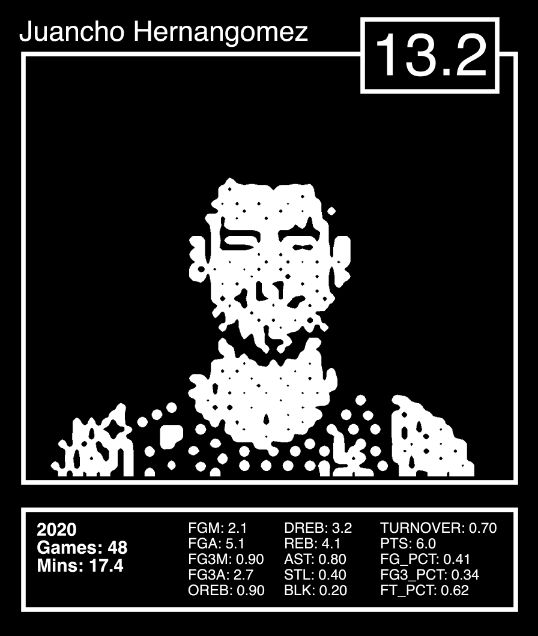 Juancho Hernangomez
13.2
2020
Games: 48
Mins: 17.4
FGM: 2.1
FGA: 5.1
FG3M: 0.90
FG3A: 2.7
OREB: 0.90
DREB: 3.2
REB: 4.1
AST: 0.80
STL: 0.40
BLK: 0.20
TURNOVER: 0.70
PTS: 6.0
FG_PCT: 0.41
FG3_PCT: 0.34
FT_PCT: 0.62